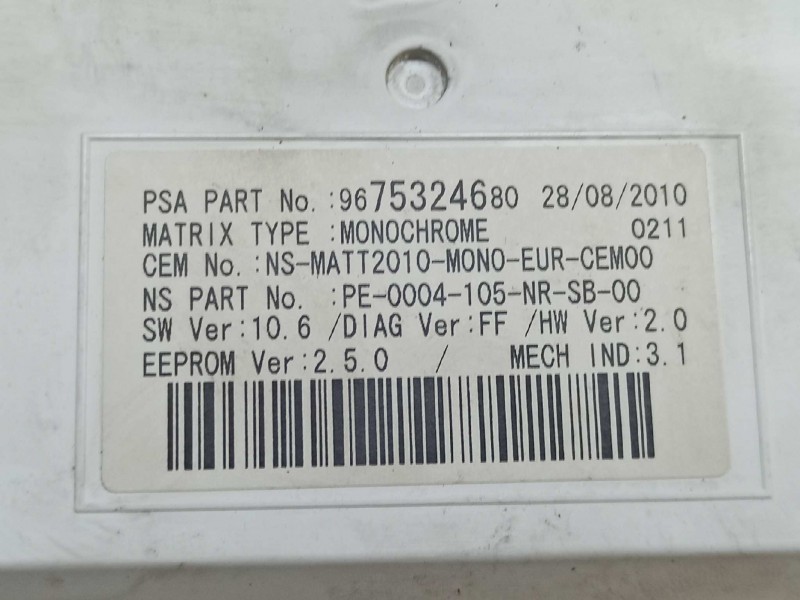 PSA PART No.:9675324680 28/08/2010
MATRIX TYPE :MONOCHROME 0211
CEM No.:NS-MATT2010-MONO-EUR-CEM00
NS PART No. :PE-0004-105-NR-SB-00
SW Ver:10.6 /DIAG Ver:FF /HW Ver:2.0
EEPROM Ver:2.5.0 / MECH IND:3.1